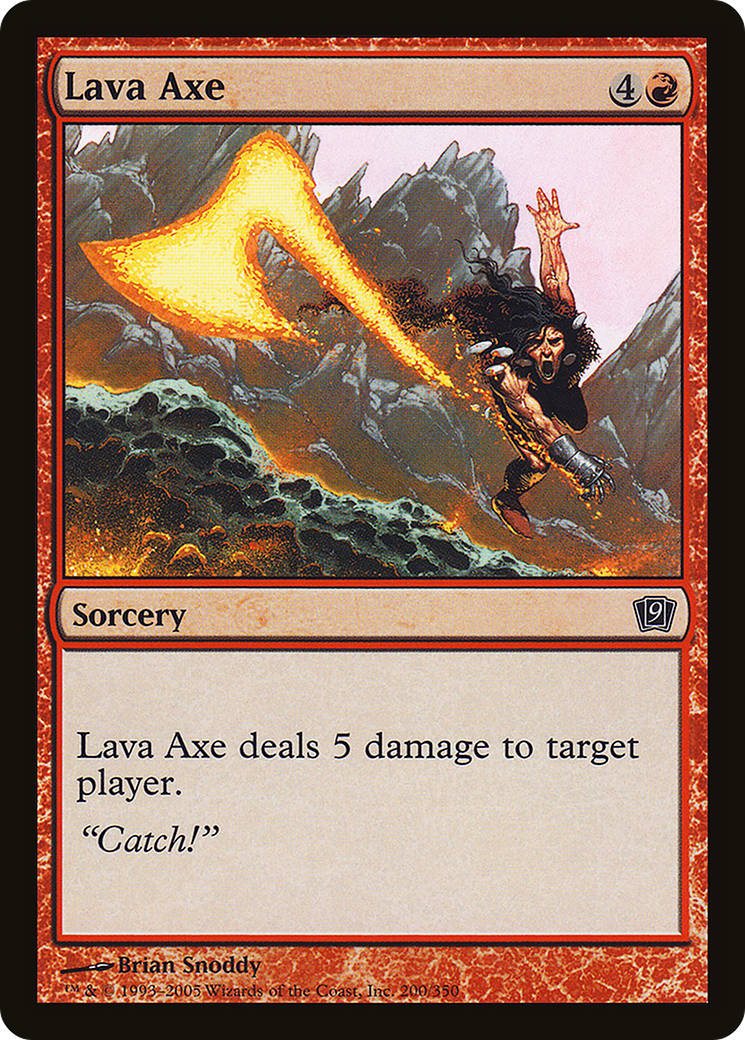 Lava Axe 4
Sorcery 9
Lava Axe deals 5 damage to target
player.
“Catch!”
Brian Snoddy
™ & © 1993–2005 Wizards of the Coast, Inc. 200/350